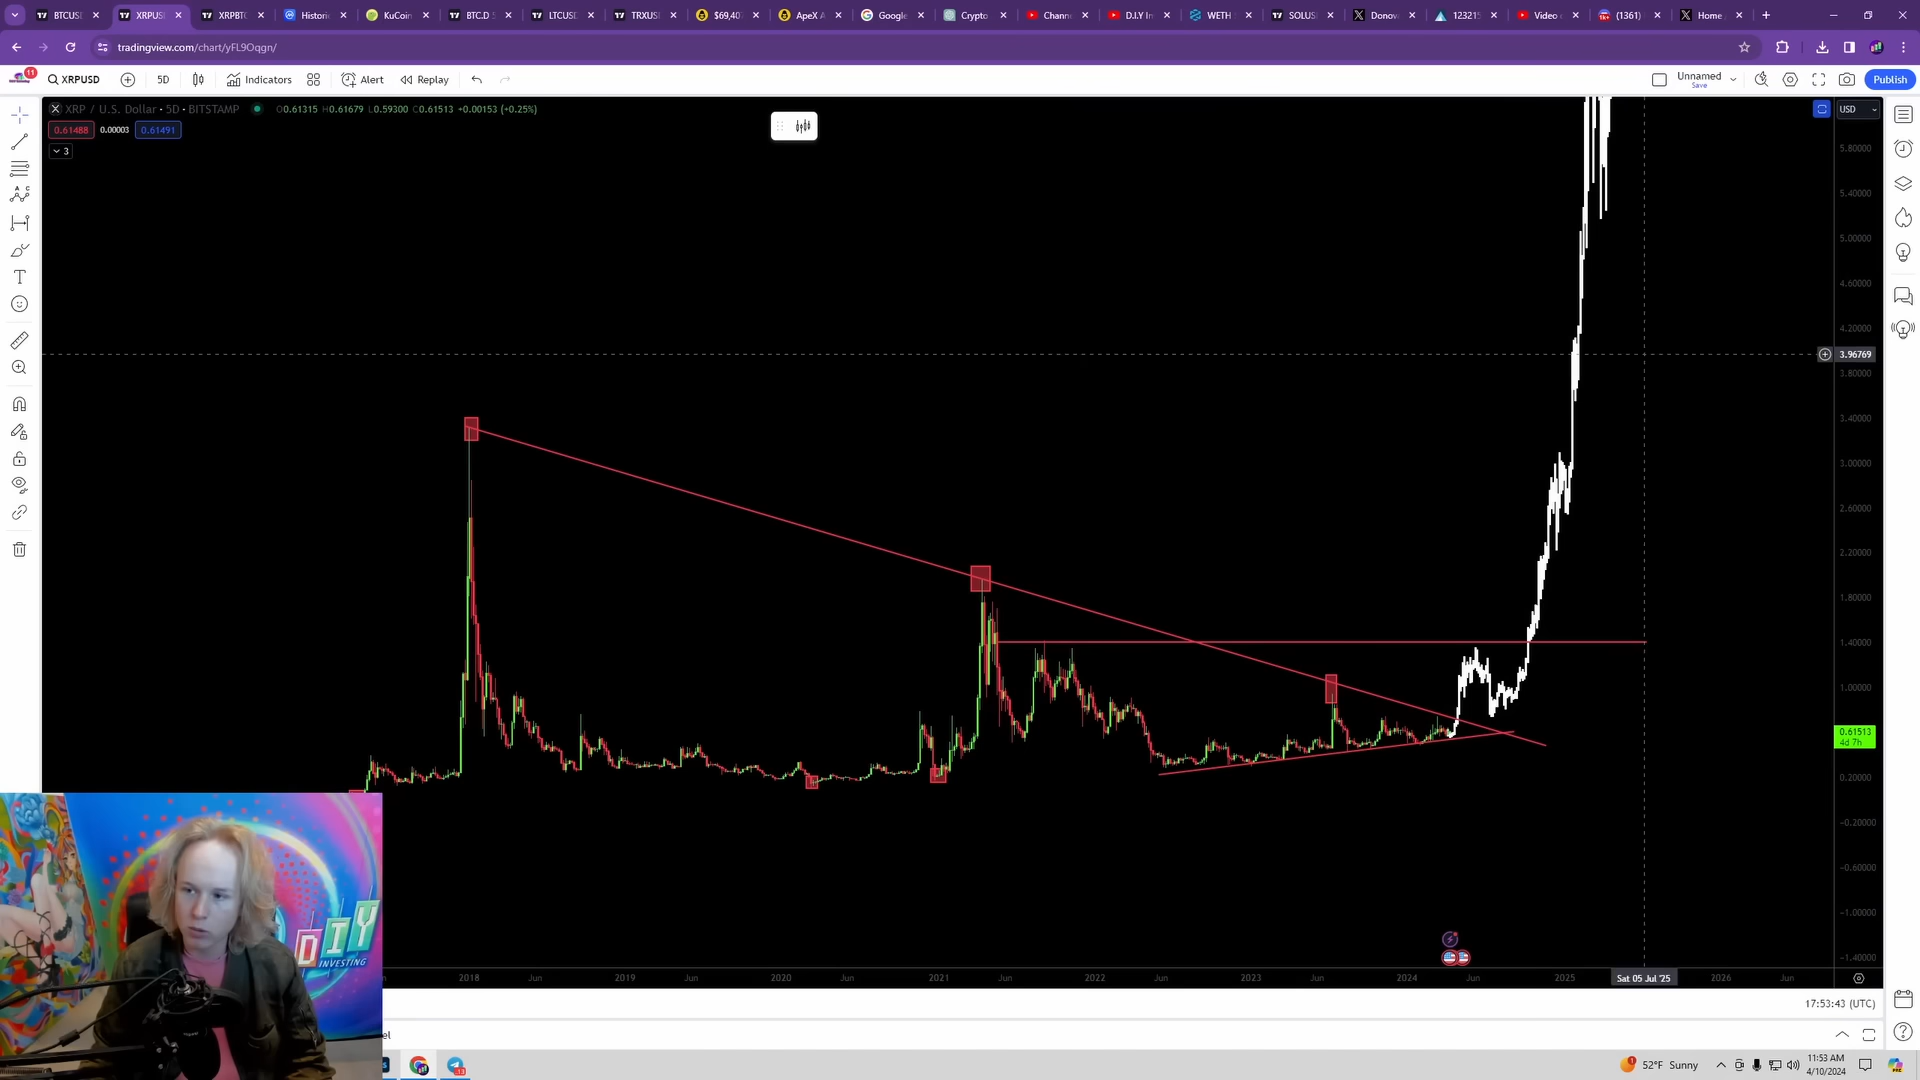 BTCUS
XRPUS
XRPBT
Histori
KuCoin
BTC.D
LTCUS
TRXUS
$69,40
ApeX A
Google
Crypto
Chann
D.I.Y In
WETH
SOLUS
Donov
12321
Video
(1361)
Home
tradingview.com/chart/yFL9Oqgn/
11
XRPUSD
5D
Indicators
Alert
Replay
Unnamed
Save
Publish
XRP / U.S. Dollar · 5D · BITSTAMP
O0.61315 H0.61679 L0.59300 C0.61513 +0.00153 (+0.25%)
0.61488
0.00003
0.61491
3
USD
5.80000
5.40000
5.00000
4.60000
4.20000
3.96769
3.80000
3.40000
3.00000
2.60000
2.20000
1.80000
1.40000
1.00000
0.61513
4d 7h
0.20000
−0.20000
−0.60000
−1.00000
−1.40000
2018
Jun
2019
Jun
2020
Jun
2021
Jun
2022
Jun
2023
Jun
2024
Jun
2025
Sat 05 Jul '25
2026
Jun
17:53:43 (UTC)
DIY
INVESTING
el
52°F Sunny
11:53 AM
4/10/2024